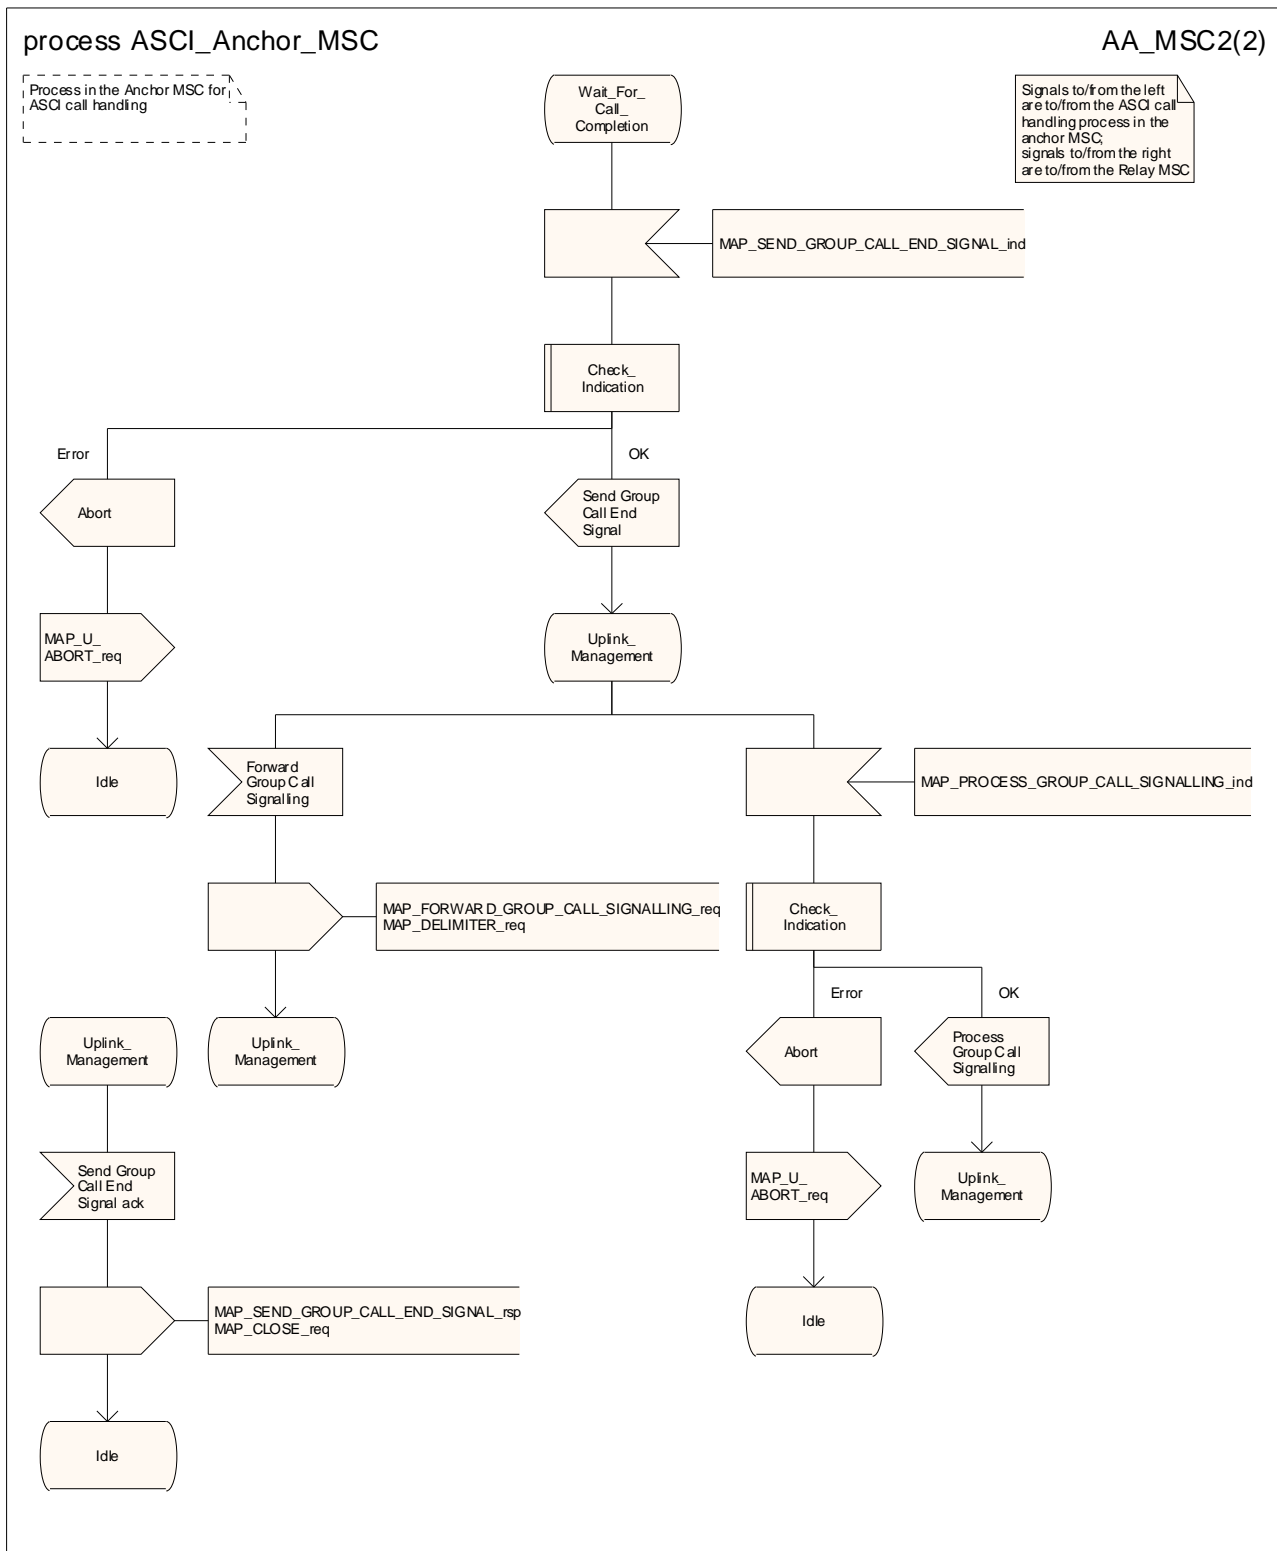 process ASCI_Anchor_MSC
AA_MSC2(2)
Process in the Anchor MSC for
ASCI call handling
Wait_For_
Call_
Completion
Signals to/from the left
are to/from the ASCI call
handling process in the
anchor MSC;
signals to/from the right
are to/from the Relay MSC
MAP_SEND_GROUP_CALL_END_SIGNAL_ind
Check_
Indication
Error
OK
Abort
Send Group
Call End
Signal
MAP_U_
ABORT_req
Uplink_
Management
Idle
Forward
Group Call
Signalling
MAP_PROCESS_GROUP_CALL_SIGNALLING_ind
MAP_FORWARD_GROUP_CALL_SIGNALLING_req
MAP_DELIMITER_req
Check_
Indication
Error
OK
Uplink_
Management
Uplink_
Management
Abort
Process
Group Call
Signalling
Send Group
Call End
Signal ack
MAP_U_
ABORT_req
Uplink_
Management
MAP_SEND_GROUP_CALL_END_SIGNAL_rsp
MAP_CLOSE_req
Idle
Idle